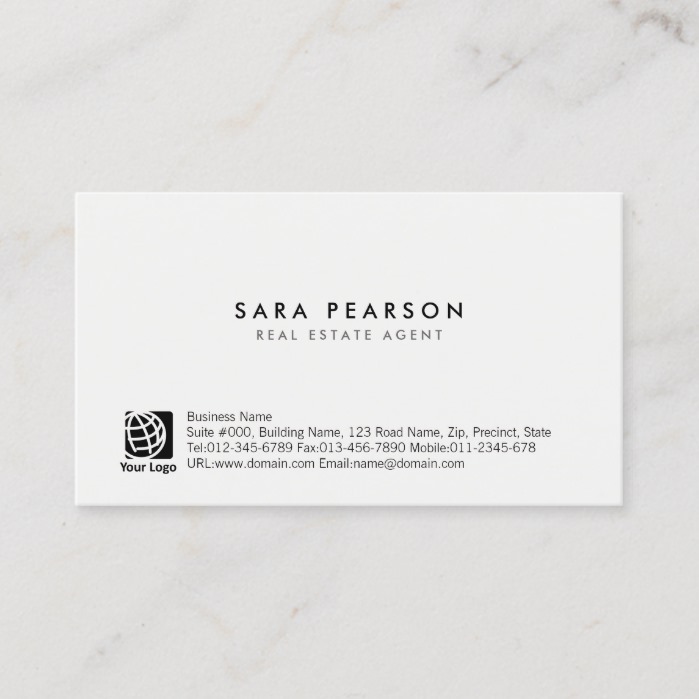 SARA PEARSON
REAL ESTATE AGENT
Your Logo
Business Name
Suite #000, Building Name, 123 Road Name, Zip, Precinct, State
Tel:012-345-6789 Fax:013-456-7890 Mobile:011-2345-678
URL:www.domain.com Email:name@domain.com